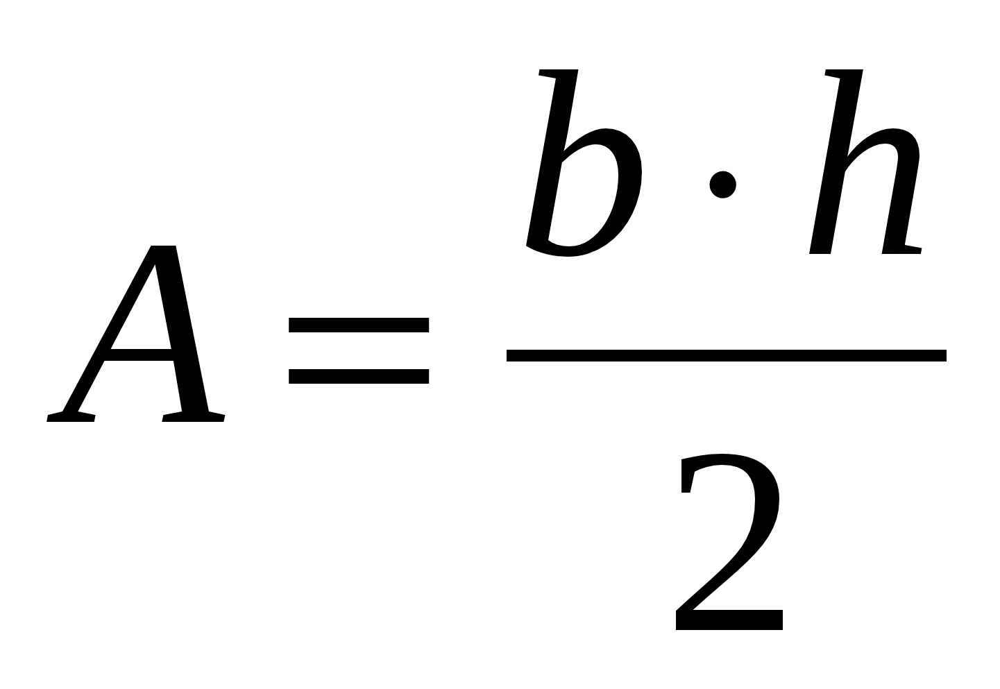 A = b · h / 2